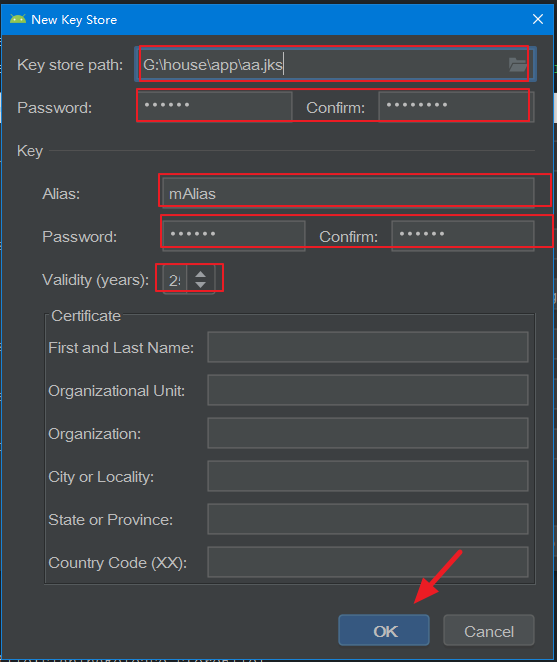 New Key Store
Key store path: G:\house\app\aa.jks
Password: •••••• Confirm: ••••••••
Key
Alias: mAlias
Password: •••••• Confirm: ••••••
Validity (years):
Certificate
First and Last Name:
Organizational Unit:
Organization:
City or Locality:
State or Province:
Country Code (XX):
OK Cancel